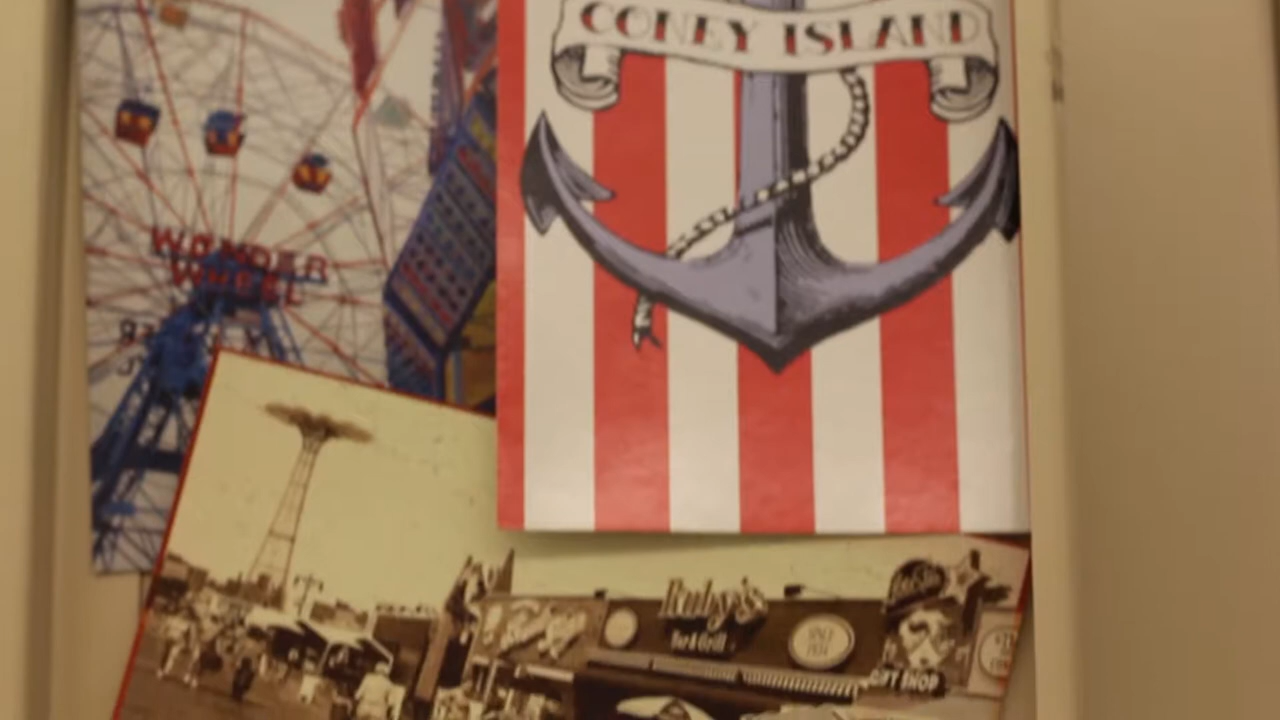 CONEY ISLAND
WONDER
WHEEL
Ruby's
Bar & Grill
GIFT SHOP